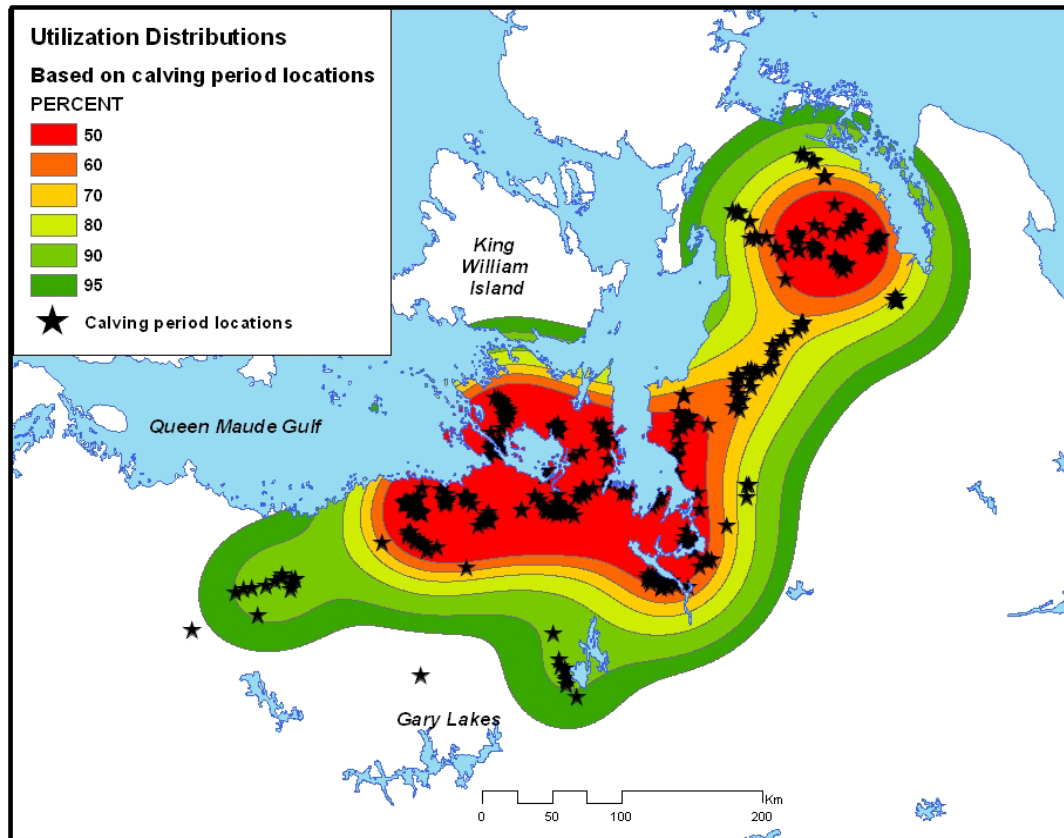 Utilization Distributions
Based on calving period locations
PERCENT
50
60
70
80
90
95
Calving period locations
King
William
Island
Queen Maude Gulf
Gary Lakes
Km
0 50 100 200